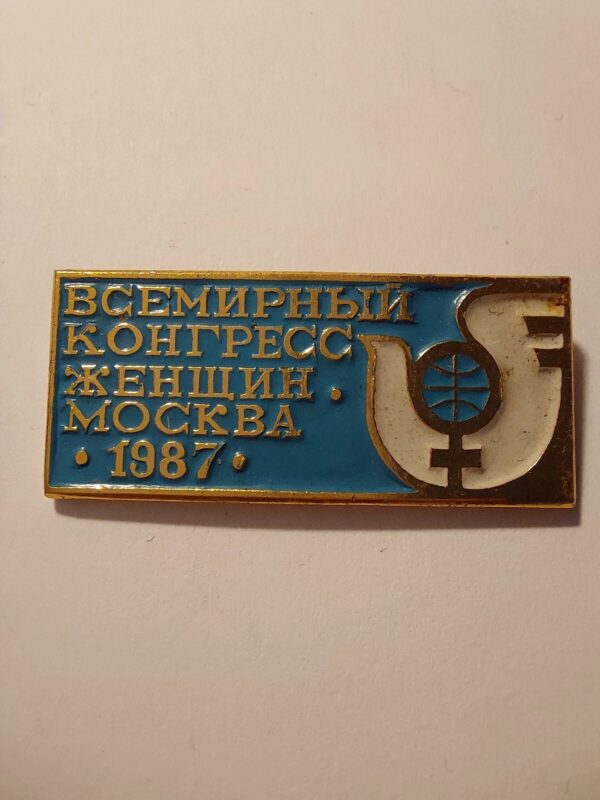 ВСЕМИРНЫЙ
КОНГРЕСС
ЖЕНЩИН •
МОСКВА
• 1987 •